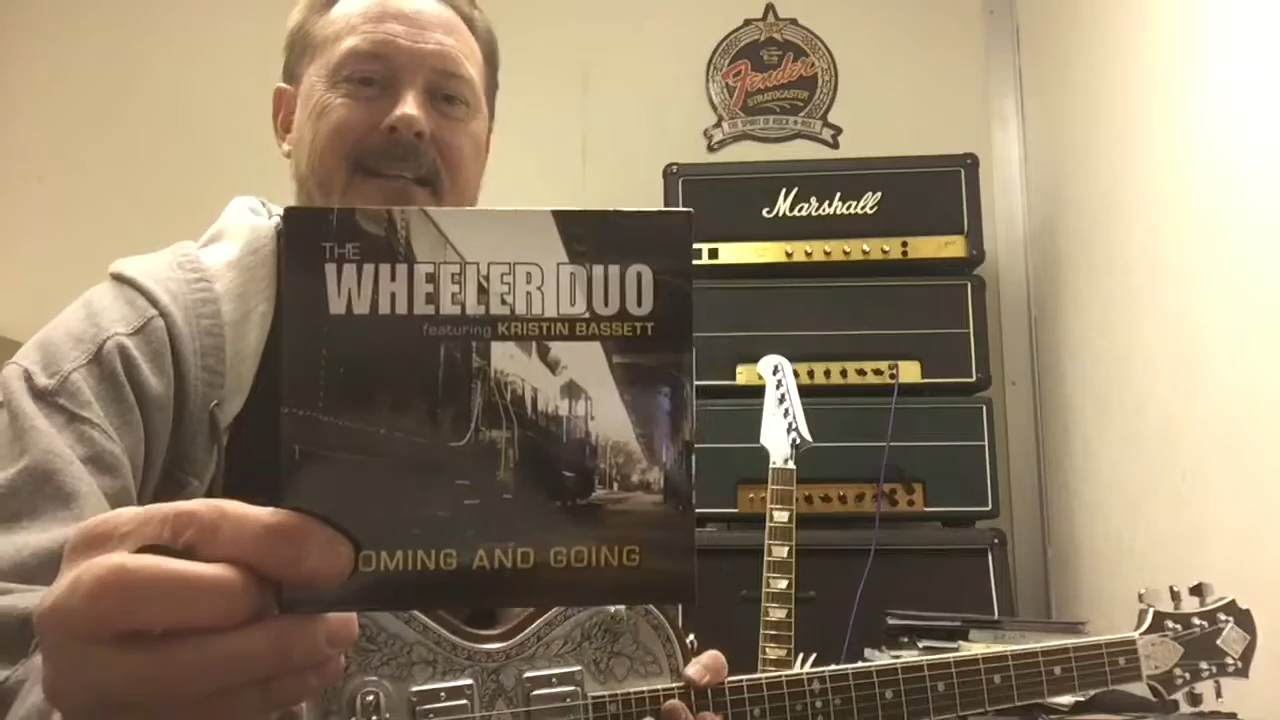 THE
WHEELER DUO
featuring KRISTIN BASSETT
OMING AND GOING
Fender
STRATOCASTER
THE SPIRIT OF ROCK-N-ROLL
Marshall